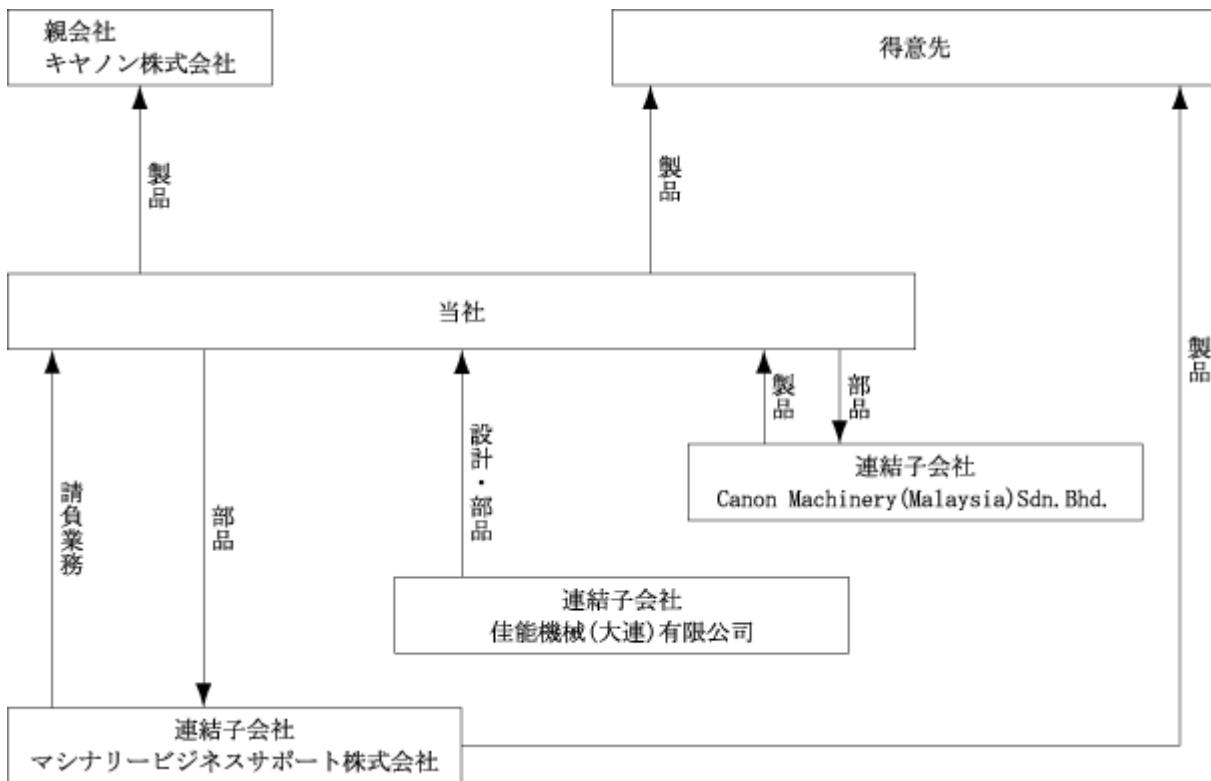 親会社
キヤノン株式会社
得意先
製品
製品
当社
製品
請負業務
部品
設計・部品
製品
部品
連結子会社
Canon Machinery(Malaysia)Sdn.Bhd.
連結子会社
佳能機械(大連)有限公司
連結子会社
マシナリービジネスサポート株式会社